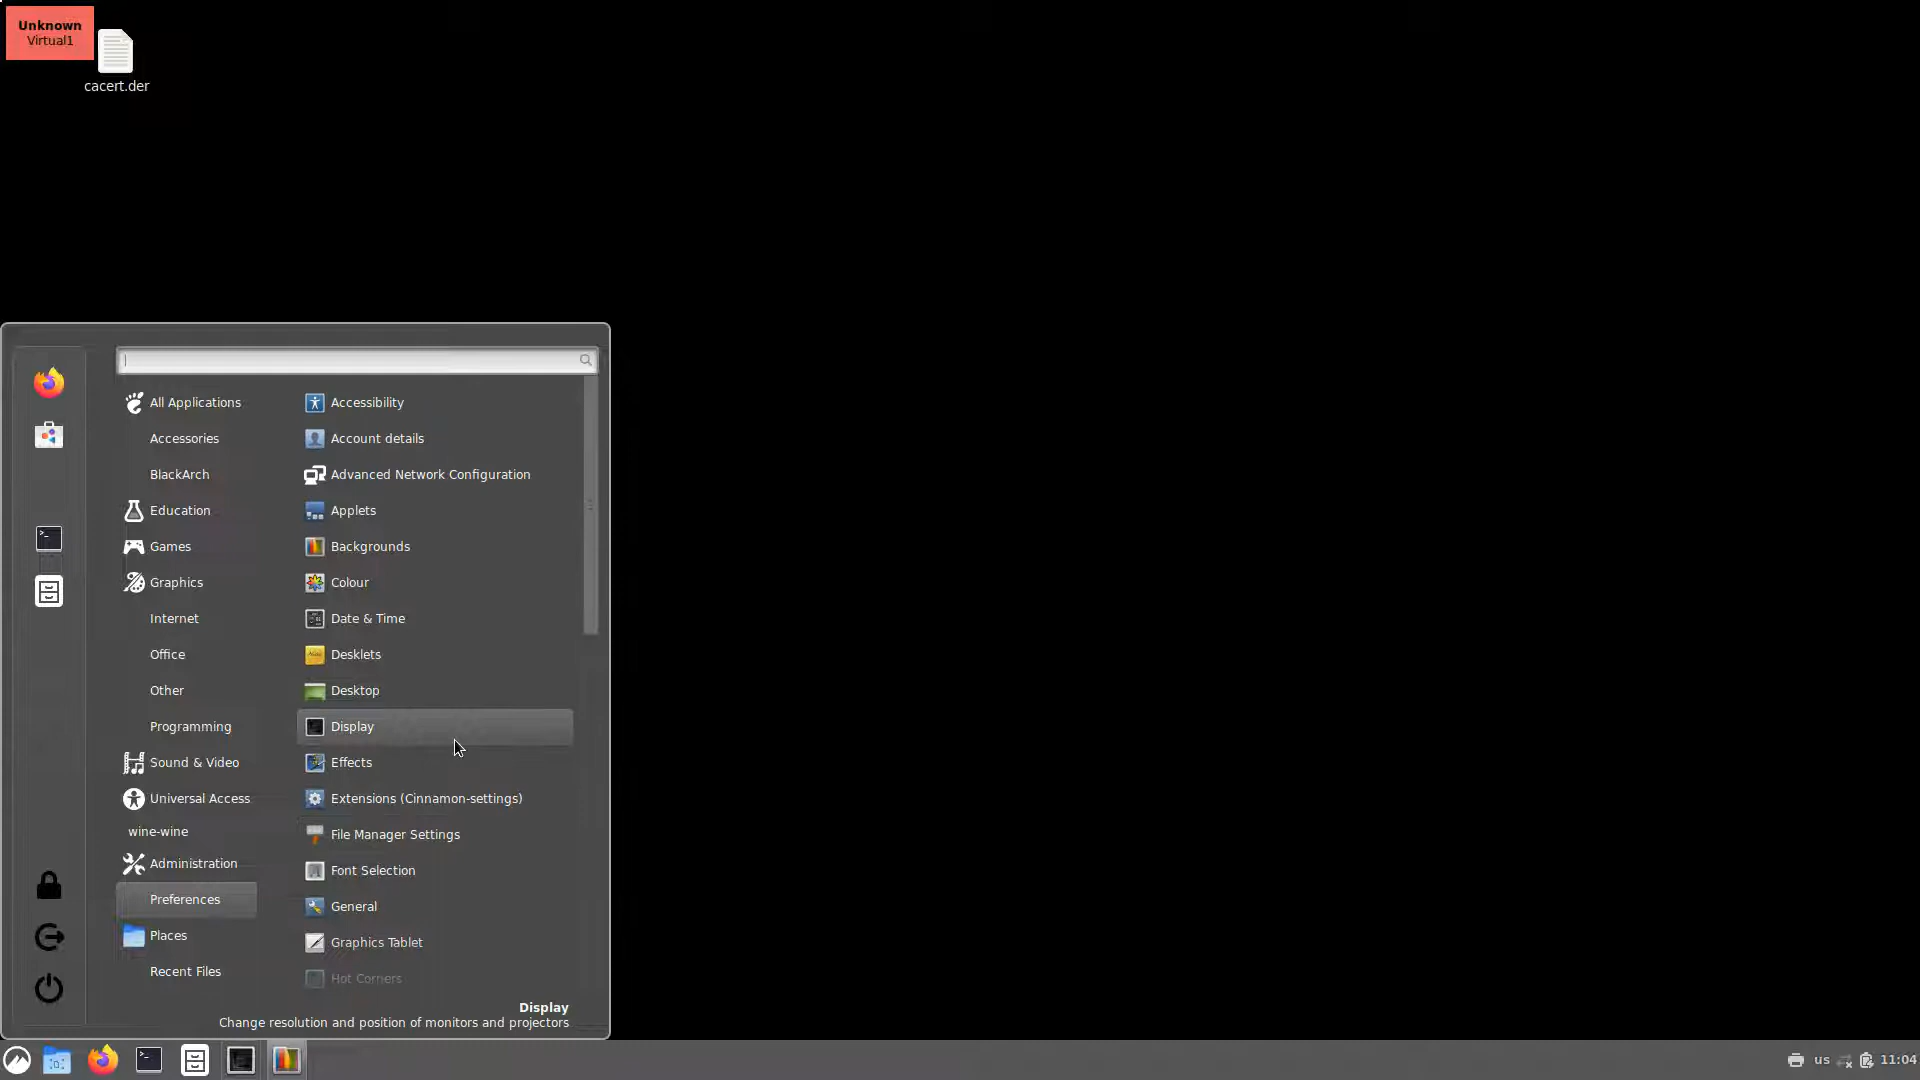 Unknown
Virtual1
cacert.der
All Applications
Accessories
BlackArch
Education
Games
Graphics
Internet
Office
Other
Programming
Sound & Video
Universal Access
wine-wine
Administration
Preferences
Places
Recent Files
Accessibility
Account details
Advanced Network Configuration
Applets
Backgrounds
Colour
Date & Time
Desklets
Desktop
Display
Effects
Extensions (Cinnamon-settings)
File Manager Settings
Font Selection
General
Graphics Tablet
Hot Corners
Display
Change resolution and position of monitors and projectors
us
11:04